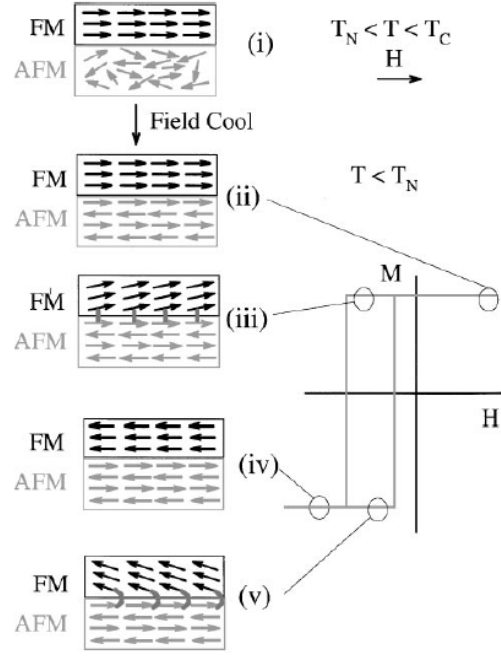 FM
AFM
(i)
T_N < T < T_C
H
Field Cool
FM
AFM
(ii)
T < T_N
FM
AFM
(iii)
M
H
FM
AFM
(iv)
FM
AFM
(v)